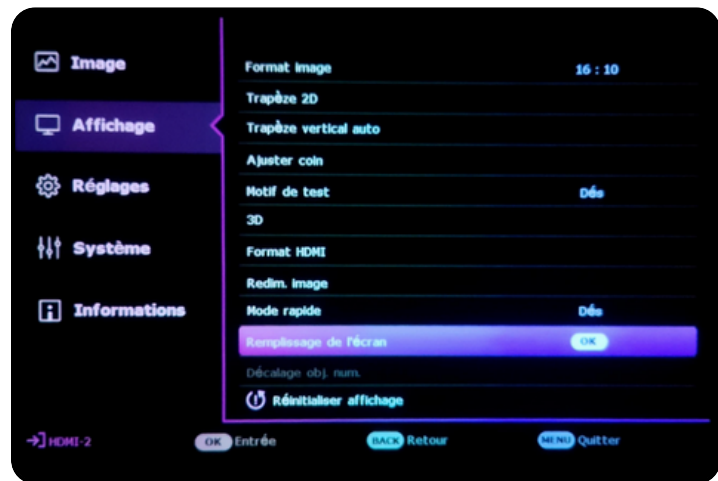 Image
Affichage
Réglages
Système
Informations
Format image 16 : 10
Trapèze 2D
Trapèze vertical auto
Ajuster coin
Motif de test Dés
3D
Format HDMI
Redim. image
Mode rapide Dés
Remplissage de l'écran OK
Décalage obj. num.
Réinitialiser affichage
HDMI-2 OK Entrée BACK Retour MENU Quitter